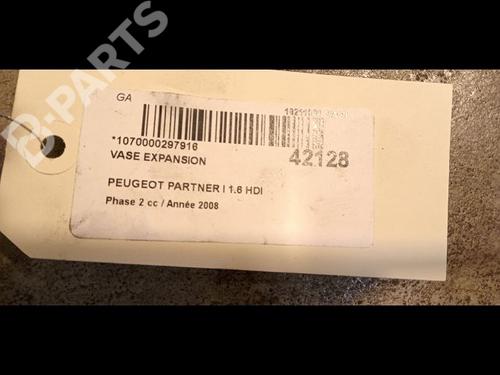 D-PARTS
GA
*1070000297916
VASE EXPANSION
42128
PEUGEOT PARTNER I 1.6 HDI
Phase 2 cc / Année 2008